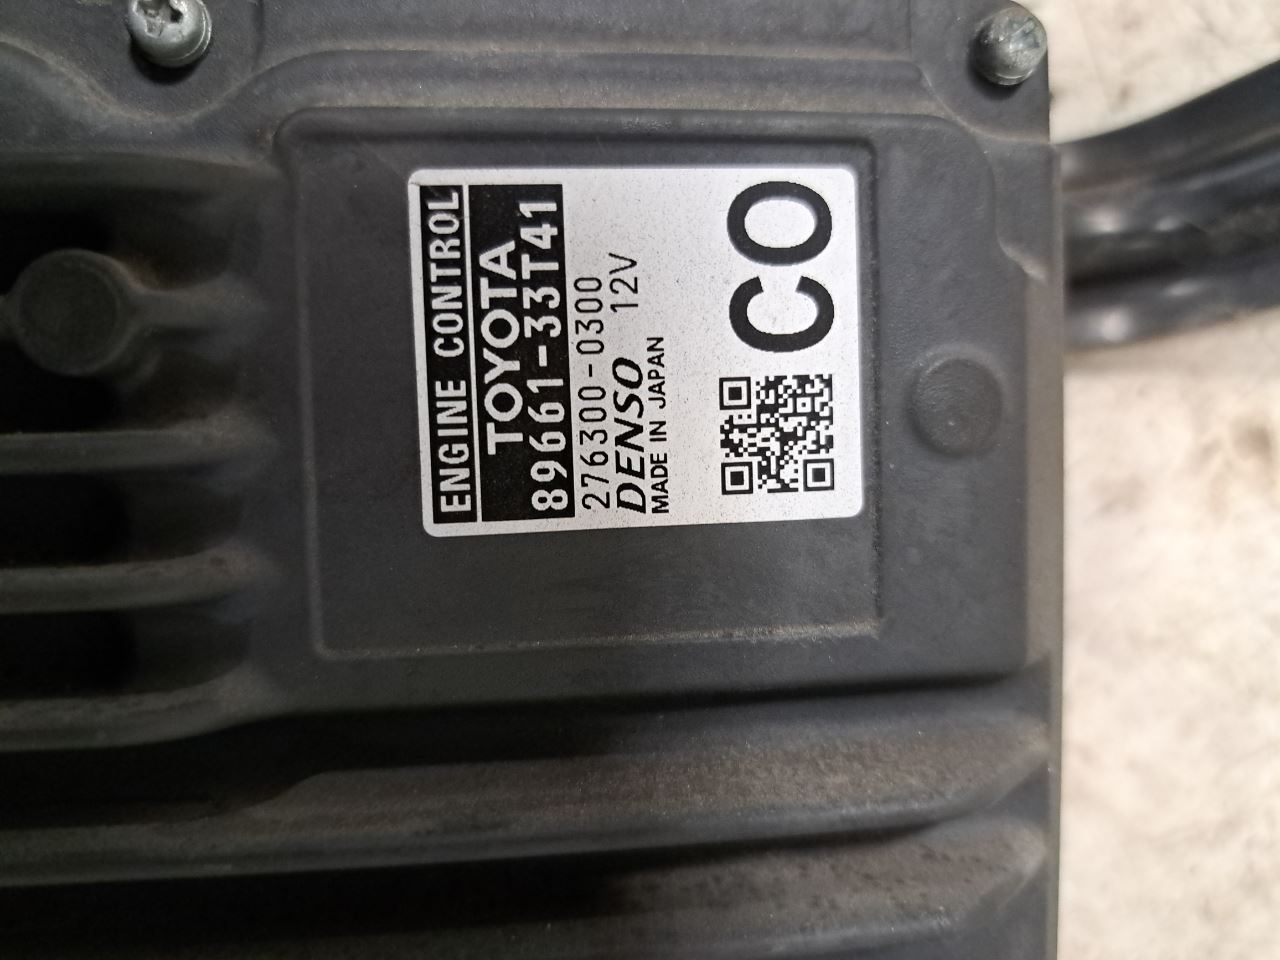 ENGINE CONTROL
TOYOTA
89661-33T41
276300-0300
DENSO 12V
MADE IN JAPAN
CO